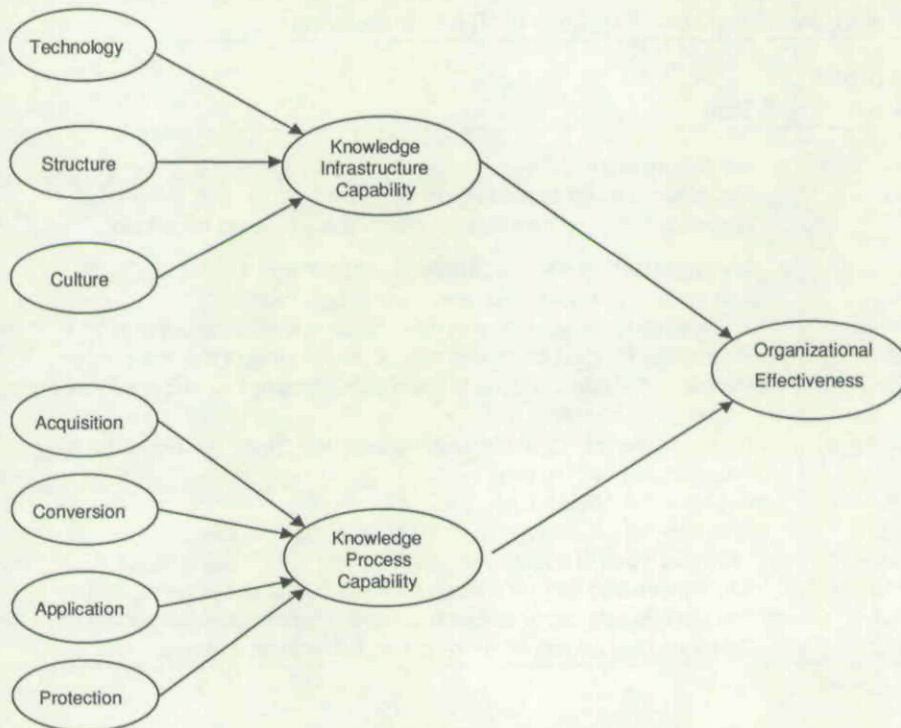 Technology
Structure
Culture
Knowledge
Infrastructure
Capability
Organizational
Effectiveness
Acquisition
Conversion
Application
Protection
Knowledge
Process
Capability